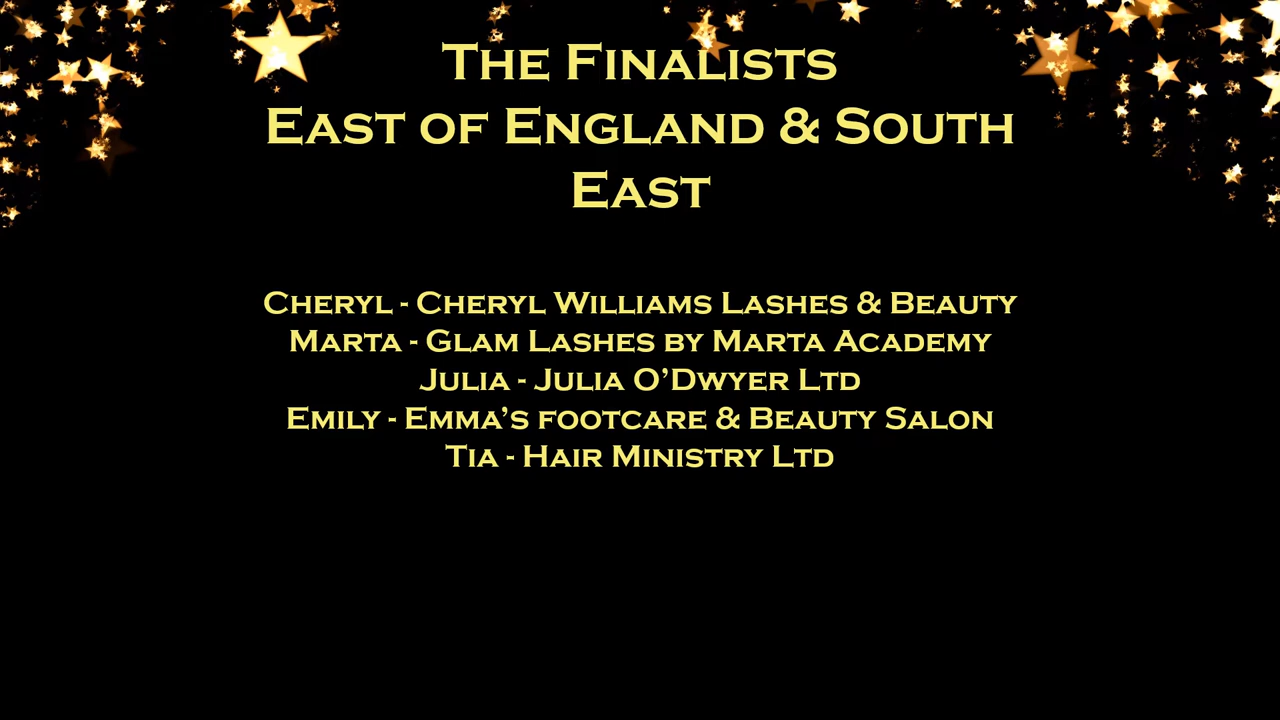 The Finalists
East of England & South
East
Cheryl - Cheryl Williams Lashes & Beauty
Marta - Glam Lashes by Marta Academy
Julia - Julia O’Dwyer Ltd
Emily - Emma’s footcare & Beauty Salon
Tia - Hair Ministry Ltd